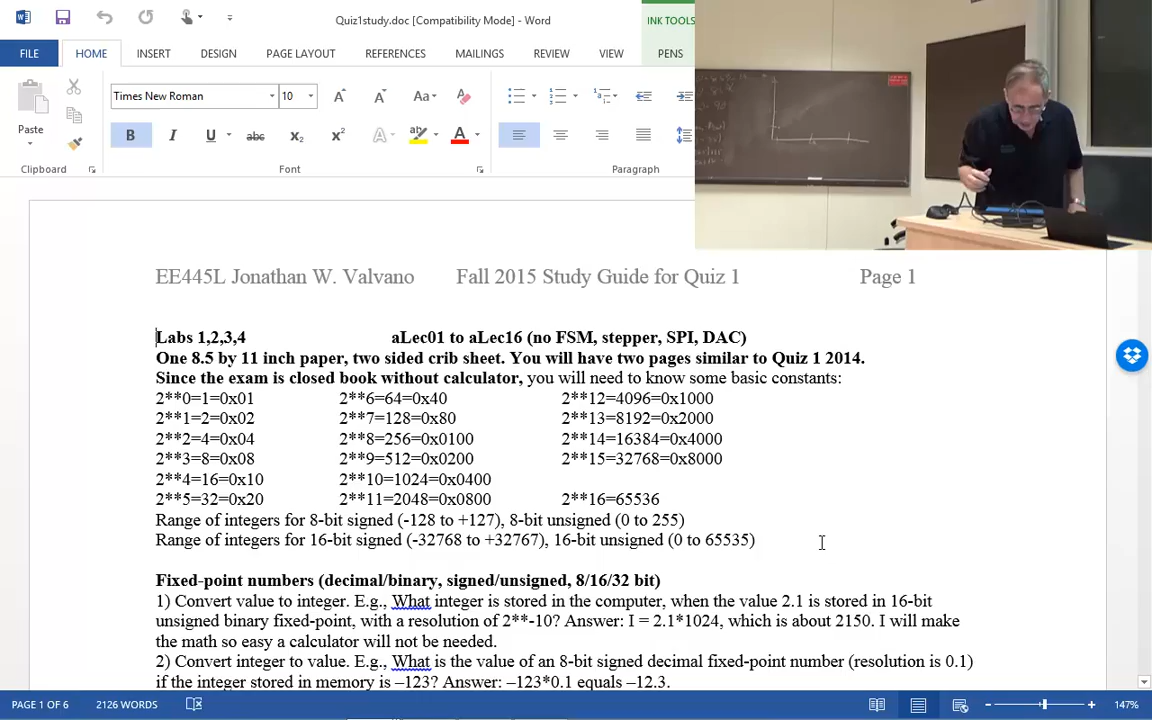 Quiz1study.doc [Compatibility Mode] - Word
INK TOOLS
FILE
HOME
INSERT
DESIGN
PAGE LAYOUT
REFERENCES
MAILINGS
REVIEW
VIEW
PENS
Paste
Times New Roman
10
Aa
B
I
U
abc
x₂
x²
A
ab
A
Clipboard
Font
Paragraph
EE445L Jonathan W. Valvano Fall 2015 Study Guide for Quiz 1 Page 1
Labs 1,2,3,4 aLec01 to aLec16 (no FSM, stepper, SPI, DAC)
One 8.5 by 11 inch paper, two sided crib sheet. You will have two pages similar to Quiz 1 2014.
Since the exam is closed book without calculator, you will need to know some basic constants:
2**0=1=0x01 2**6=64=0x40 2**12=4096=0x1000
2**1=2=0x02 2**7=128=0x80 2**13=8192=0x2000
2**2=4=0x04 2**8=256=0x0100 2**14=16384=0x4000
2**3=8=0x08 2**9=512=0x0200 2**15=32768=0x8000
2**4=16=0x10 2**10=1024=0x0400
2**5=32=0x20 2**11=2048=0x0800 2**16=65536
Range of integers for 8-bit signed (-128 to +127), 8-bit unsigned (0 to 255)
Range of integers for 16-bit signed (-32768 to +32767), 16-bit unsigned (0 to 65535)
Fixed-point numbers (decimal/binary, signed/unsigned, 8/16/32 bit)
1) Convert value to integer. E.g., What integer is stored in the computer, when the value 2.1 is stored in 16-bit
unsigned binary fixed-point, with a resolution of 2**-10? Answer: I = 2.1*1024, which is about 2150. I will make
the math so easy a calculator will not be needed.
2) Convert integer to value. E.g., What is the value of an 8-bit signed decimal fixed-point number (resolution is 0.1)
if the integer stored in memory is –123? Answer: –123*0.1 equals –12.3.
PAGE 1 OF 6
2126 WORDS
147%